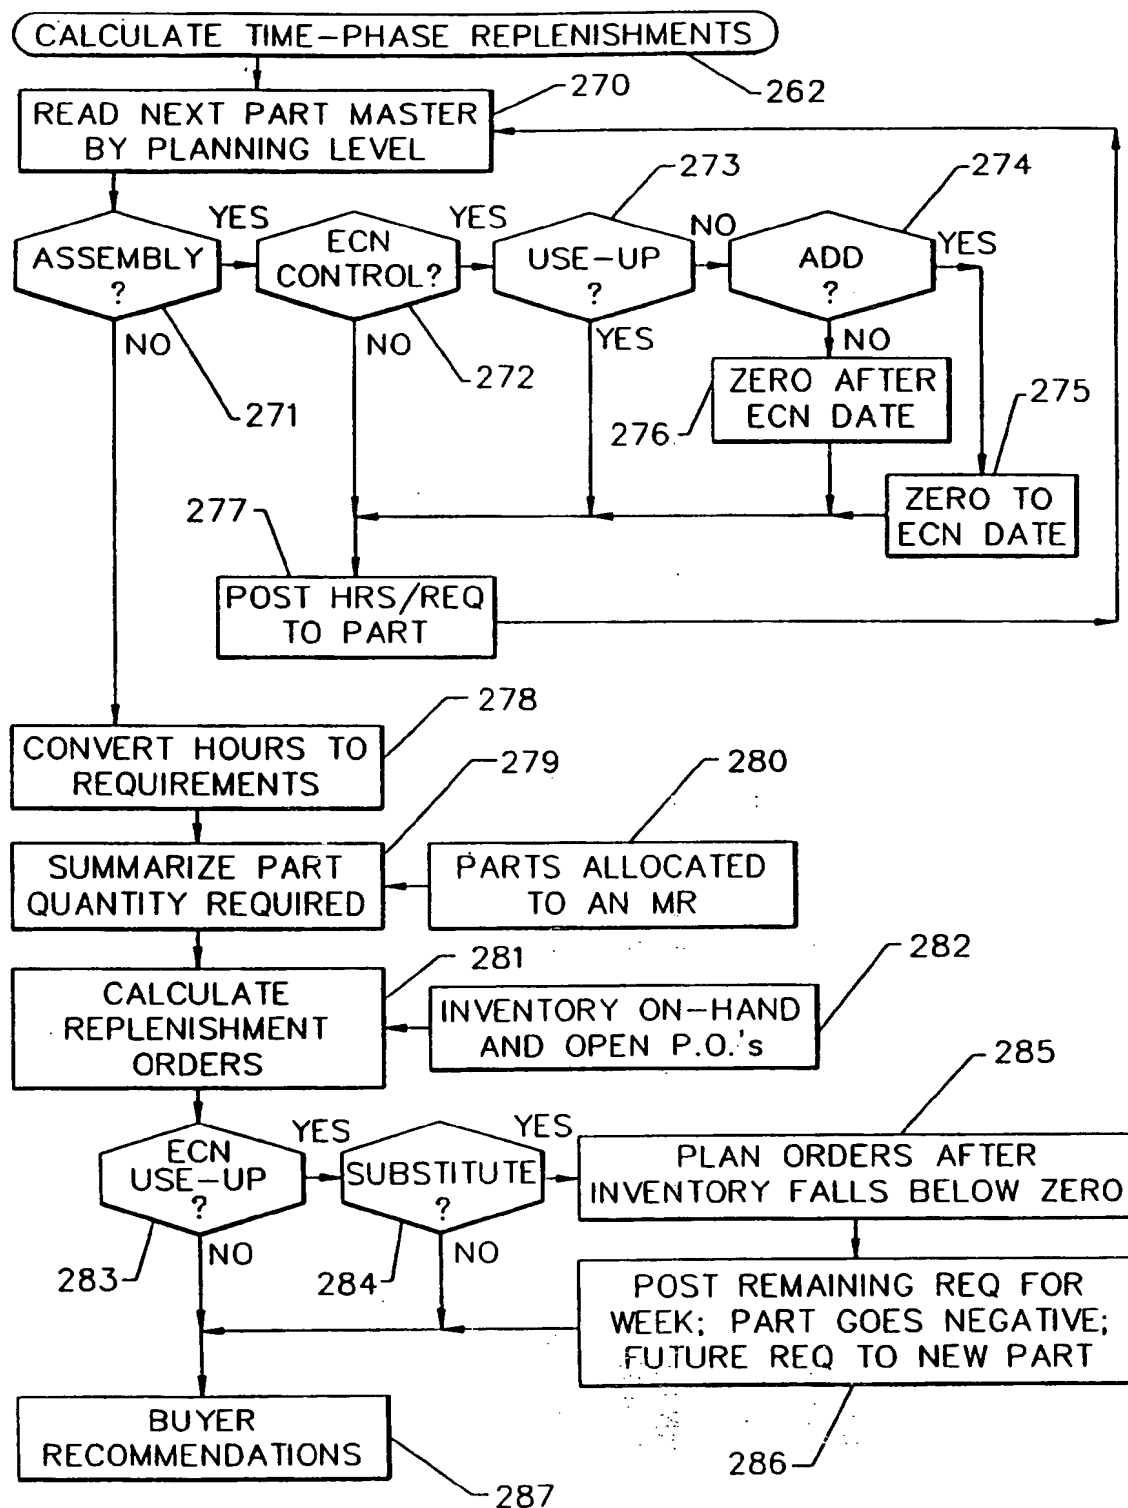 CALCULATE TIME-PHASE REPLENISHMENTS
262
270
READ NEXT PART MASTER
BY PLANNING LEVEL
273
274
ASSEMBLY
?
YES
ECN
CONTROL?
YES
USE-UP
?
NO
ADD
?
YES
NO
271
NO
272
YES
NO
276
ZERO AFTER
ECN DATE
275
ZERO TO
ECN DATE
277
POST HRS/REQ
TO PART
278
CONVERT HOURS TO
REQUIREMENTS
279
280
SUMMARIZE PART
QUANTITY REQUIRED
PARTS ALLOCATED
TO AN MR
281
282
CALCULATE
REPLENISHMENT
ORDERS
INVENTORY ON-HAND
AND OPEN P.O.'s
285
ECN
USE-UP
?
YES
SUBSTITUTE
?
YES
PLAN ORDERS AFTER
INVENTORY FALLS BELOW ZERO
283
NO
284
NO
POST REMAINING REQ FOR
WEEK; PART GOES NEGATIVE;
FUTURE REQ TO NEW PART
286
BUYER
RECOMMENDATIONS
287